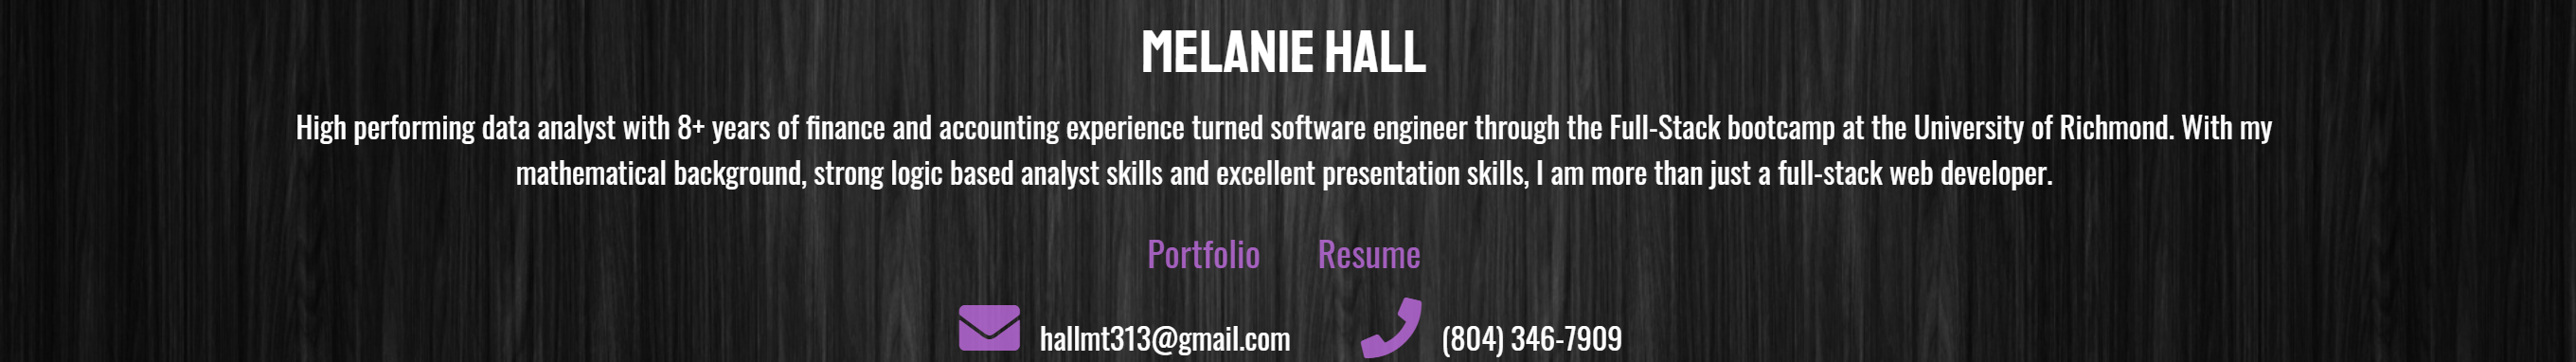 MELANIE HALL
High performing data analyst with 8+ years of finance and accounting experience turned software engineer through the Full-Stack bootcamp at the University of Richmond. With my
mathematical background, strong logic based analyst skills and excellent presentation skills, I am more than just a full-stack web developer.
Portfolio Resume
hallmt313@gmail.com (804) 346-7909